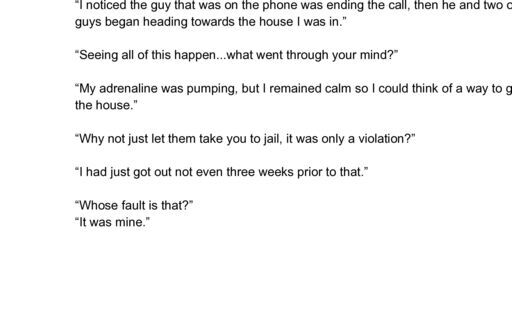 “I noticed the guy that was on the phone was ending the call, then he and two
guys began heading towards the house I was in.”
“Seeing all of this happen...what went through your mind?”
“My adrenaline was pumping, but I remained calm so I could think of a way to
the house.”
“Why not just let them take you to jail, it was only a violation?”
“I had just got out not even three weeks prior to that.”
“Whose fault is that?”
“It was mine.”